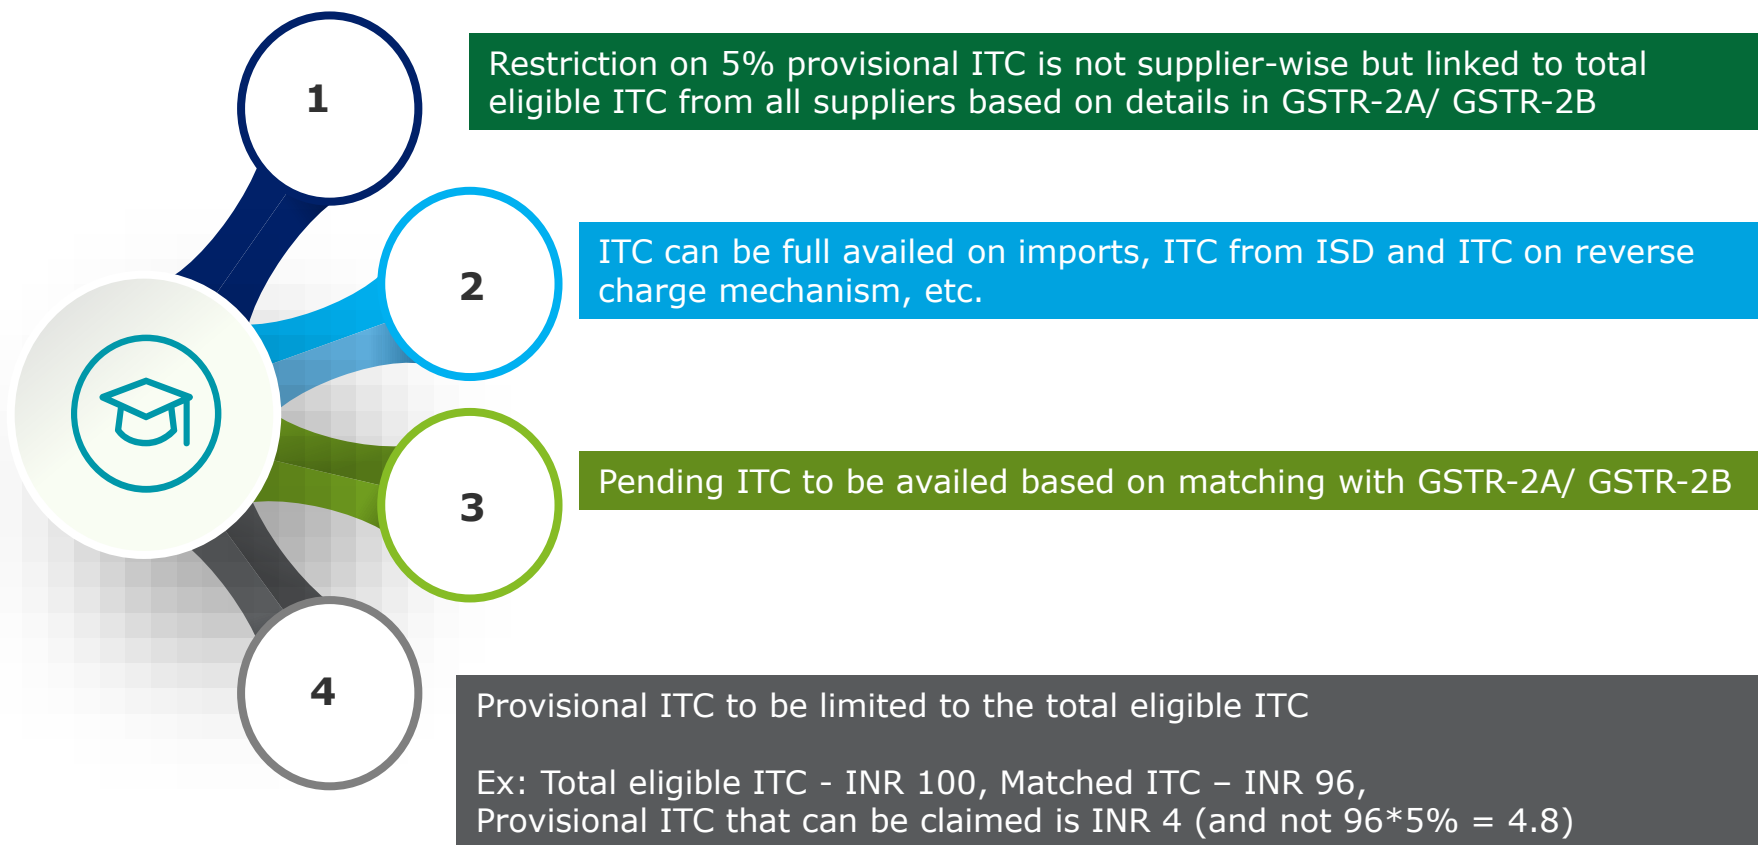 1
Restriction on 5% provisional ITC is not supplier-wise but linked to total
eligible ITC from all suppliers based on details in GSTR-2A/ GSTR-2B
2
ITC can be full availed on imports, ITC from ISD and ITC on reverse
charge mechanism, etc.
3
Pending ITC to be availed based on matching with GSTR-2A/ GSTR-2B
4
Provisional ITC to be limited to the total eligible ITC
Ex: Total eligible ITC - INR 100, Matched ITC – INR 96,
Provisional ITC that can be claimed is INR 4 (and not 96*5% = 4.8)